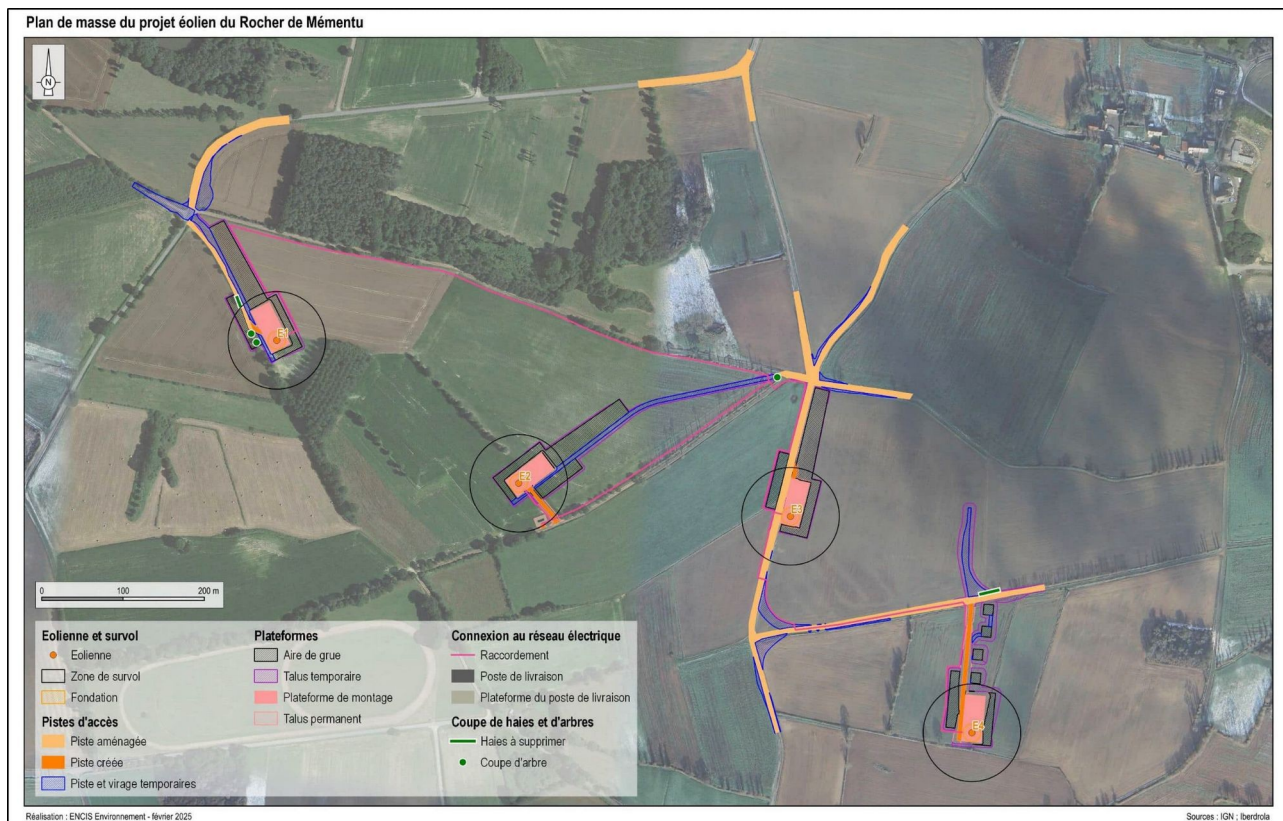 Plan de masse du projet éolien du Rocher de Mémentu
N
E1
E2
E3
E4
0 100 200 m
Eolienne et survol
Eolienne
Zone de survol
Fondation
Pistes d'accès
Piste aménagée
Piste créée
Piste et virage temporaires
Plateformes
Aire de grue
Talus temporaire
Plateforme de montage
Talus permanent
Connexion au réseau électrique
Raccordement
Poste de livraison
Plateforme du poste de livraison
Coupe de haies et d'arbres
Haies à supprimer
Coupe d'arbre
Réalisation : ENCIS Environnement - février 2025
Sources : IGN ; Iberdrola